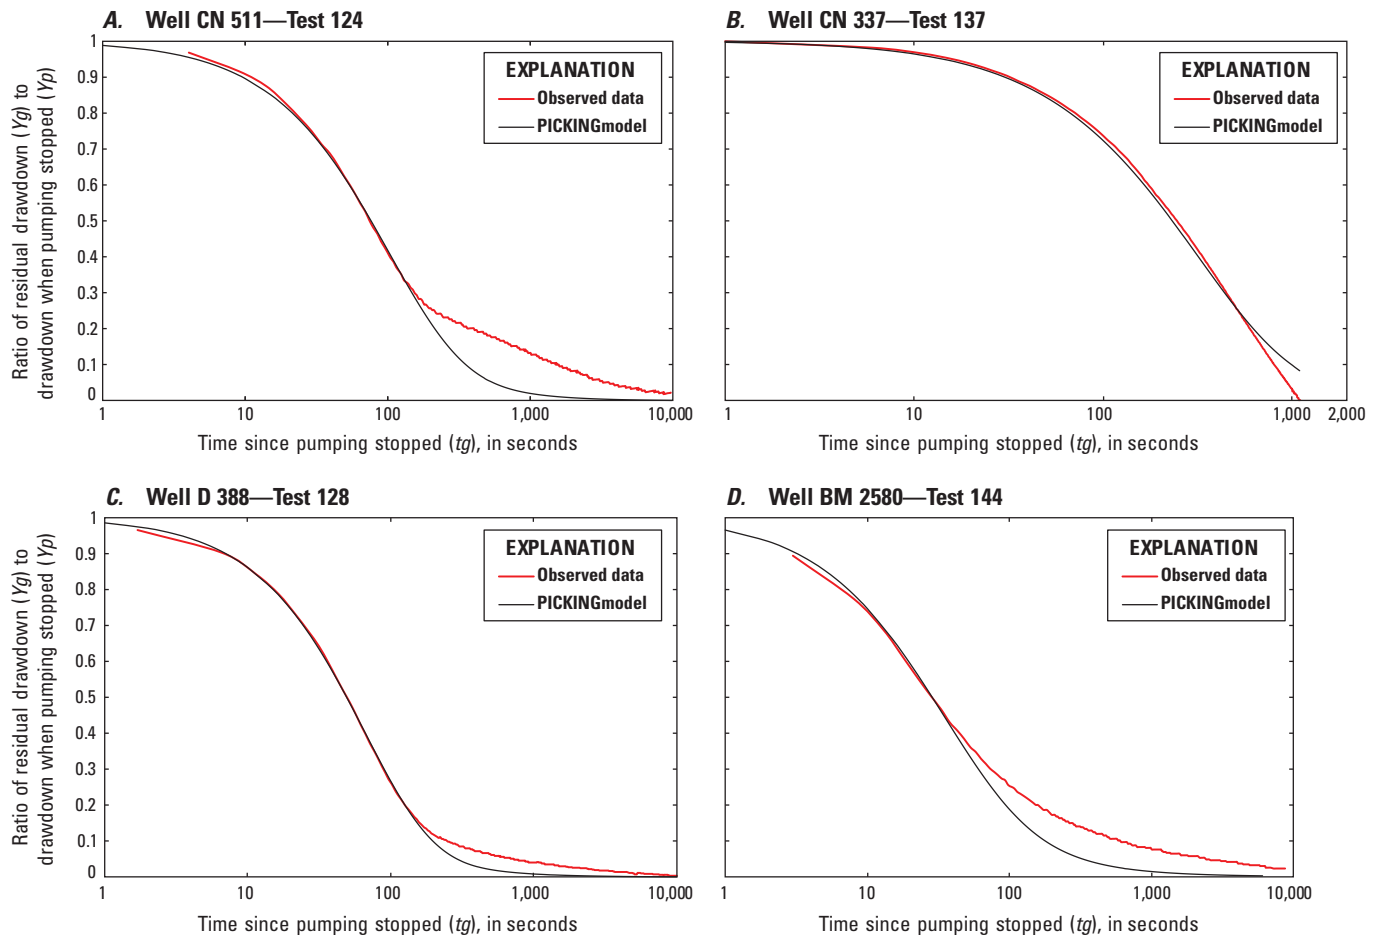 A. Well CN 511—Test 124
Ratio of residual drawdown (Yg) to
drawdown when pumping stopped (Yp)
1
0.9
0.8
0.7
0.6
0.5
0.4
0.3
0.2
0.1
0
EXPLANATION
Observed data
PICKINGmodel
1 10 100 1,000 10,000
Time since pumping stopped (tg), in seconds
B. Well CN 337—Test 137
EXPLANATION
Observed data
PICKINGmodel
1 10 100 1,000 2,000
Time since pumping stopped (tg), in seconds
C. Well D 388—Test 128
Ratio of residual drawdown (Yg) to
drawdown when pumping stopped (Yp)
1
0.9
0.8
0.7
0.6
0.5
0.4
0.3
0.2
0.1
0
EXPLANATION
Observed data
PICKINGmodel
1 10 100 1,000 10,000
Time since pumping stopped (tg), in seconds
D. Well BM 2580—Test 144
EXPLANATION
Observed data
PICKINGmodel
1 10 100 1,000 10,000
Time since pumping stopped (tg), in seconds